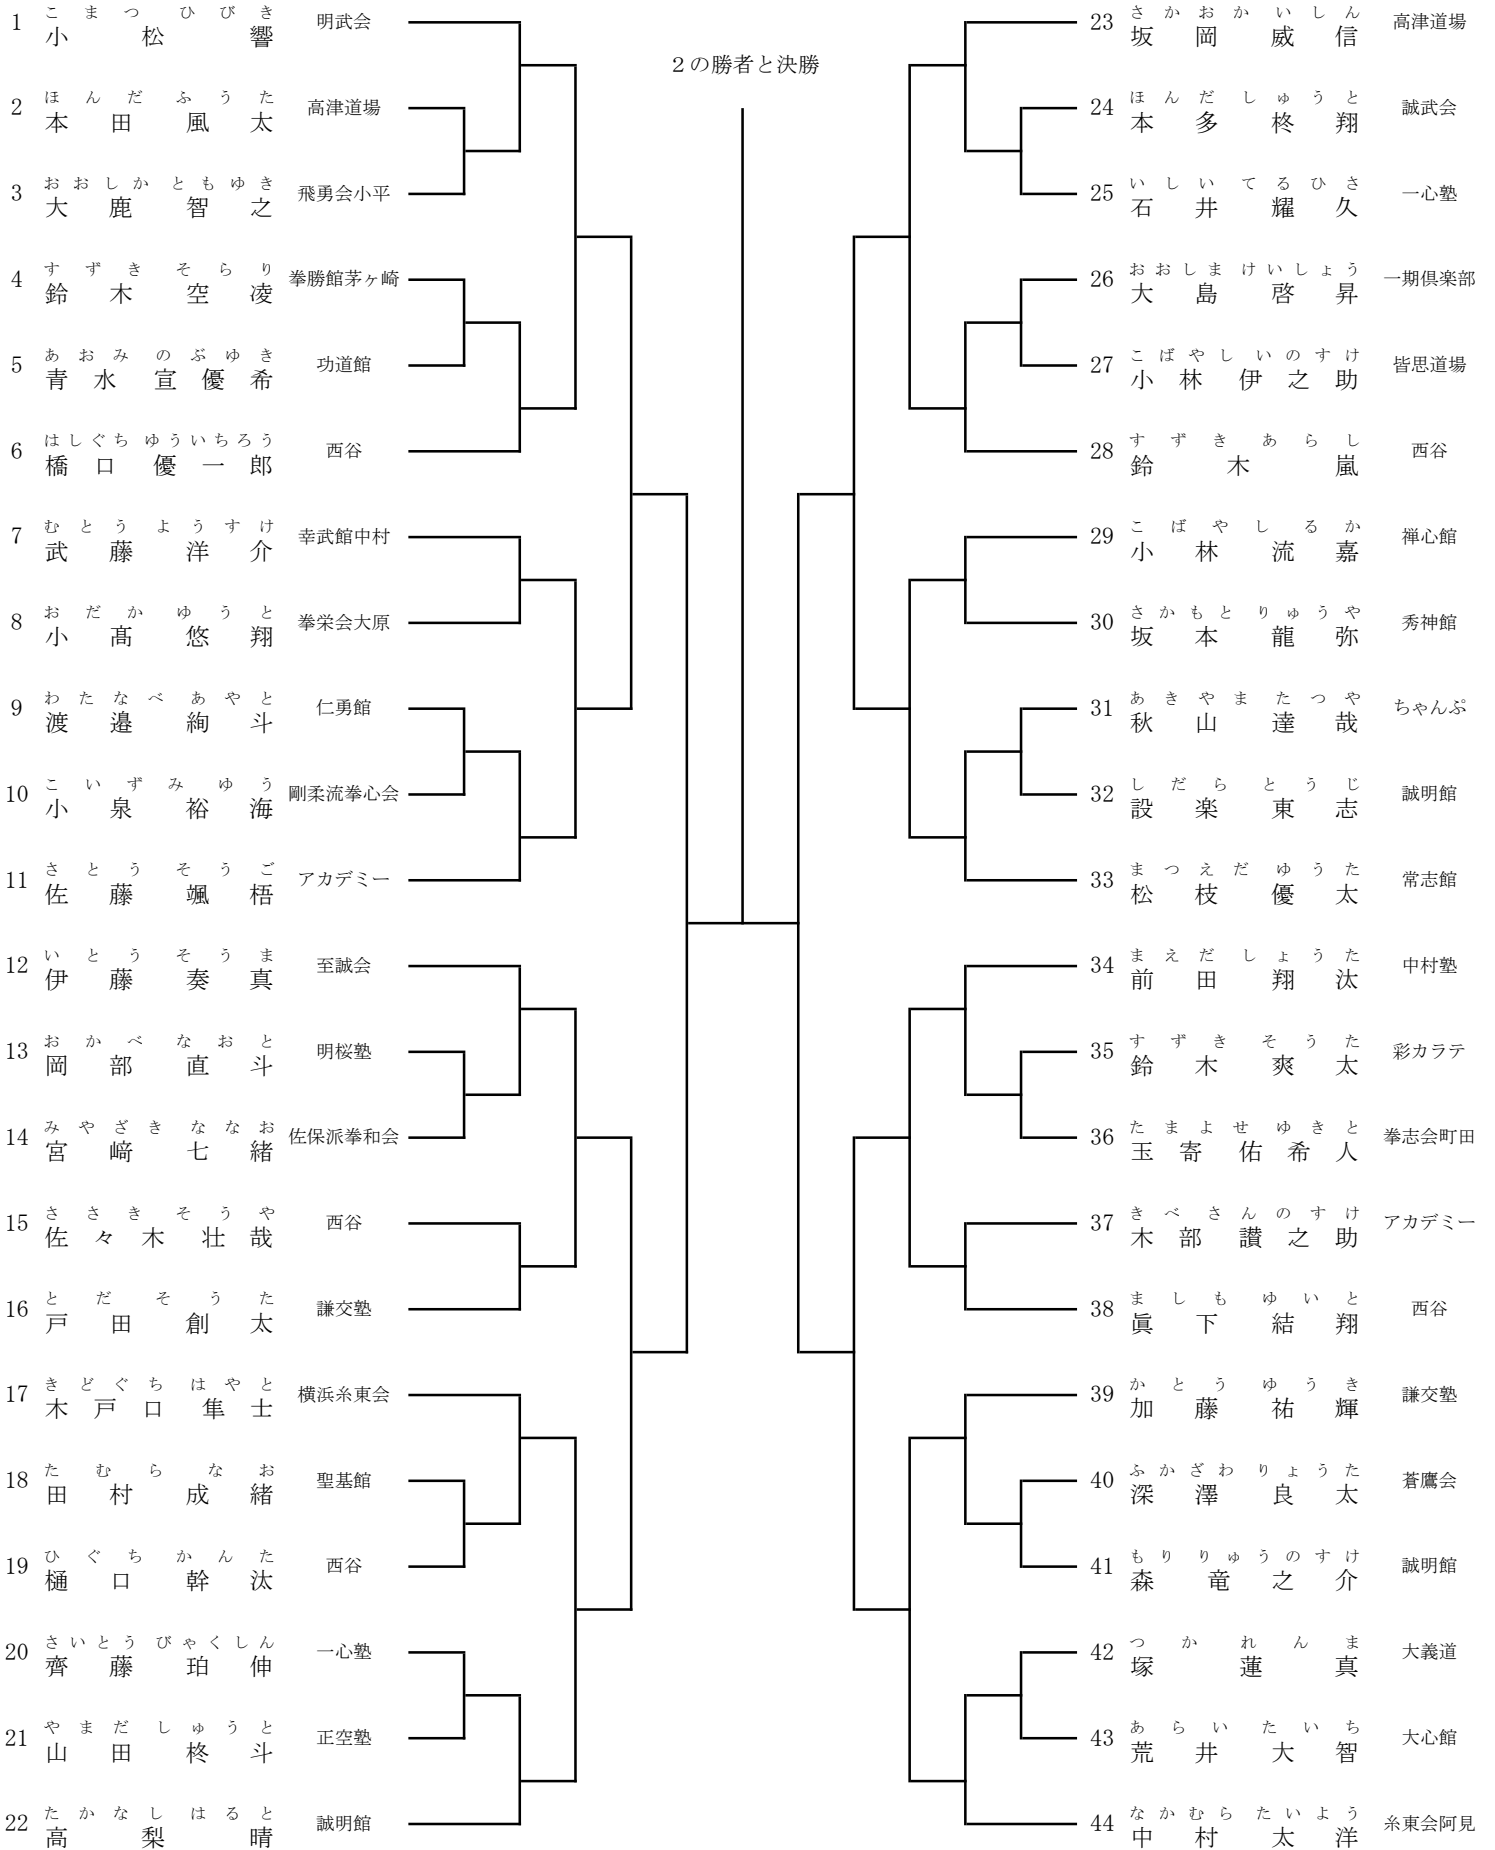 2の勝者と決勝
こまつ ひびき
1 小松 響 明武会
ほんだ ふうた
2 本田 風太 高津道場
おおしか ともゆき
3 大鹿 智之 飛勇会小平
すずき そらり
4 鈴木 空凌 拳勝館茅ヶ崎
あおみ のぶゆき
5 青水 宣優希 功道館
はしぐち ゆういちろう
6 橋口 優一郎 西谷
むとう ようすけ
7 武藤 洋介 幸武館中村
おだか ゆうと
8 小髙 悠翔 拳栄会大原
わたなべ あやと
9 渡邉 絢斗 仁勇館
こいずみ ゆう
10 小泉 裕海 剛柔流拳心会
さとう そうご
11 佐藤 颯梧 アカデミー
いとう そうま
12 伊藤 奏真 至誠会
おかべ なおと
13 岡部 直斗 明桜塾
みやざき ななお
14 宮﨑 七緒 佐保派拳和会
ささき そうや
15 佐々木 壮哉 西谷
とだ そうた
16 戸田 創太 謙交塾
きどぐち はやと
17 木戸口 隼士 横浜糸東会
たむら なお
18 田村 成緒 聖基館
ひぐち かんた
19 樋口 幹汰 西谷
さいとう びゃくしん
20 齊藤 珀伸 一心塾
やまだ しゅうと
21 山田 柊斗 正空塾
たかなし はると
22 高梨 晴 誠明館
さかおか いしん
23 坂岡 威信 高津道場
ほんだ しゅうと
24 本多 柊翔 誠武会
いしい てるひさ
25 石井 耀久 一心塾
おおしま けいしょう
26 大島 啓昇 一期倶楽部
こばやし いのすけ
27 小林 伊之助 皆思道場
すずき あらし
28 鈴木 嵐 西谷
こばやし るか
29 小林 流嘉 禅心館
さかもと りゅうや
30 坂本 龍弥 秀神館
あきやま たつや
31 秋山 達哉 ちゃんぷ
しだら とうじ
32 設楽 東志 誠明館
まつえだ ゆうた
33 松枝 優太 常志館
まえだ しょうた
34 前田 翔汰 中村塾
すずき そうた
35 鈴木 爽太 彩カラテ
たまよせ ゆきと
36 玉寄 佑希人 拳志会町田
きべ さんのすけ
37 木部 讃之助 アカデミー
ましも ゆいと
38 眞下 結翔 西谷
かとう ゆうき
39 加藤 祐輝 謙交塾
ふかざわ りょうた
40 深澤 良太 蒼鷹会
もり りゅうのすけ
41 森 竜之介 誠明館
つか れんま
42 塚 蓮真 大義道
あらい たいち
43 荒井 大智 大心館
なかむら たいよう
44 中村 太洋 糸東会阿見